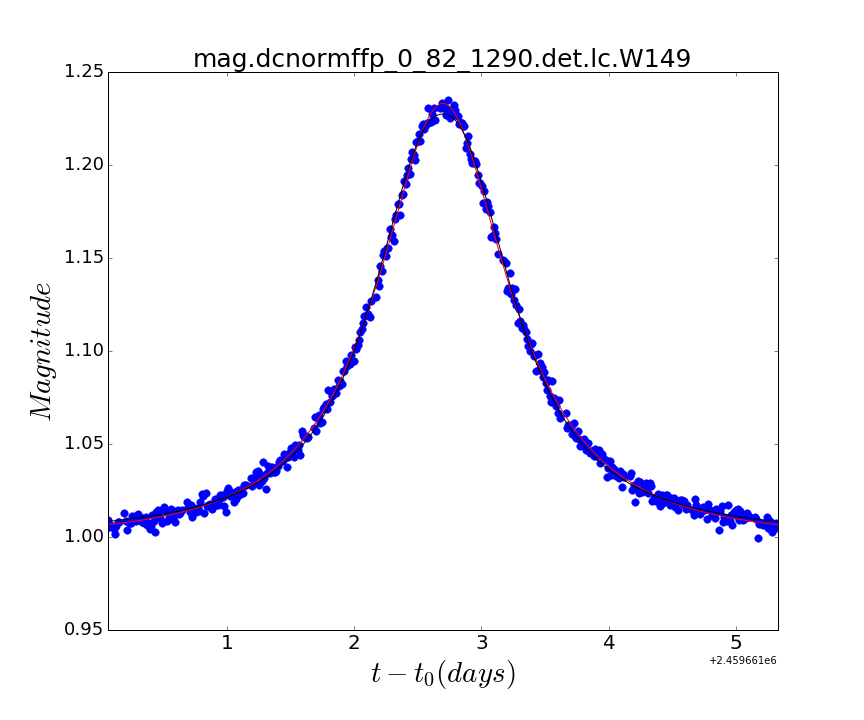 mag.dcnormffp_0_82_1290.det.lc.W149
1.25
1.20
1.15
1.10
1.05
1.00
0.95
Magnitude
1 2 3 4 5
+2.459661e6
t − t₀(days)